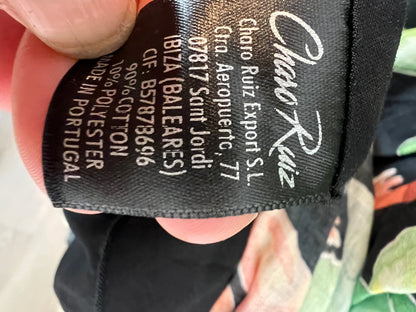 Charo Ruiz
Charo Ruiz Export S.L.
Ctra. Aeropuerto, 77
07817 Saint Jordi
IBIZA (BALEARES)
CIF: B57878696
90% COTTON
10% POLYESTER
MADE IN PORTUGAL